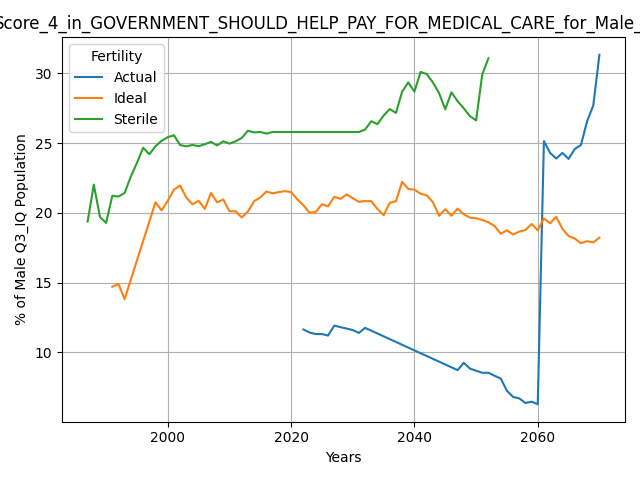 Score_4_in_GOVERNMENT_SHOULD_HELP_PAY_FOR_MEDICAL_CARE_for_Male_
Fertility
Actual
Ideal
Sterile
% of Male Q3_IQ Population
30
25
20
15
10
2000
2020
2040
2060
Years